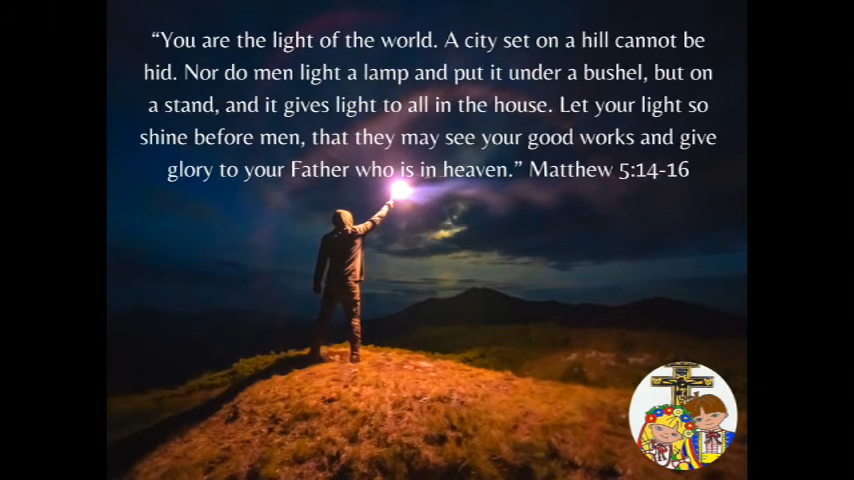 “You are the light of the world. A city set on a hill cannot be
hid. Nor do men light a lamp and put it under a bushel, but on
a stand, and it gives light to all in the house. Let your light so
shine before men, that they may see your good works and give
glory to your Father who is in heaven.” Matthew 5:14-16